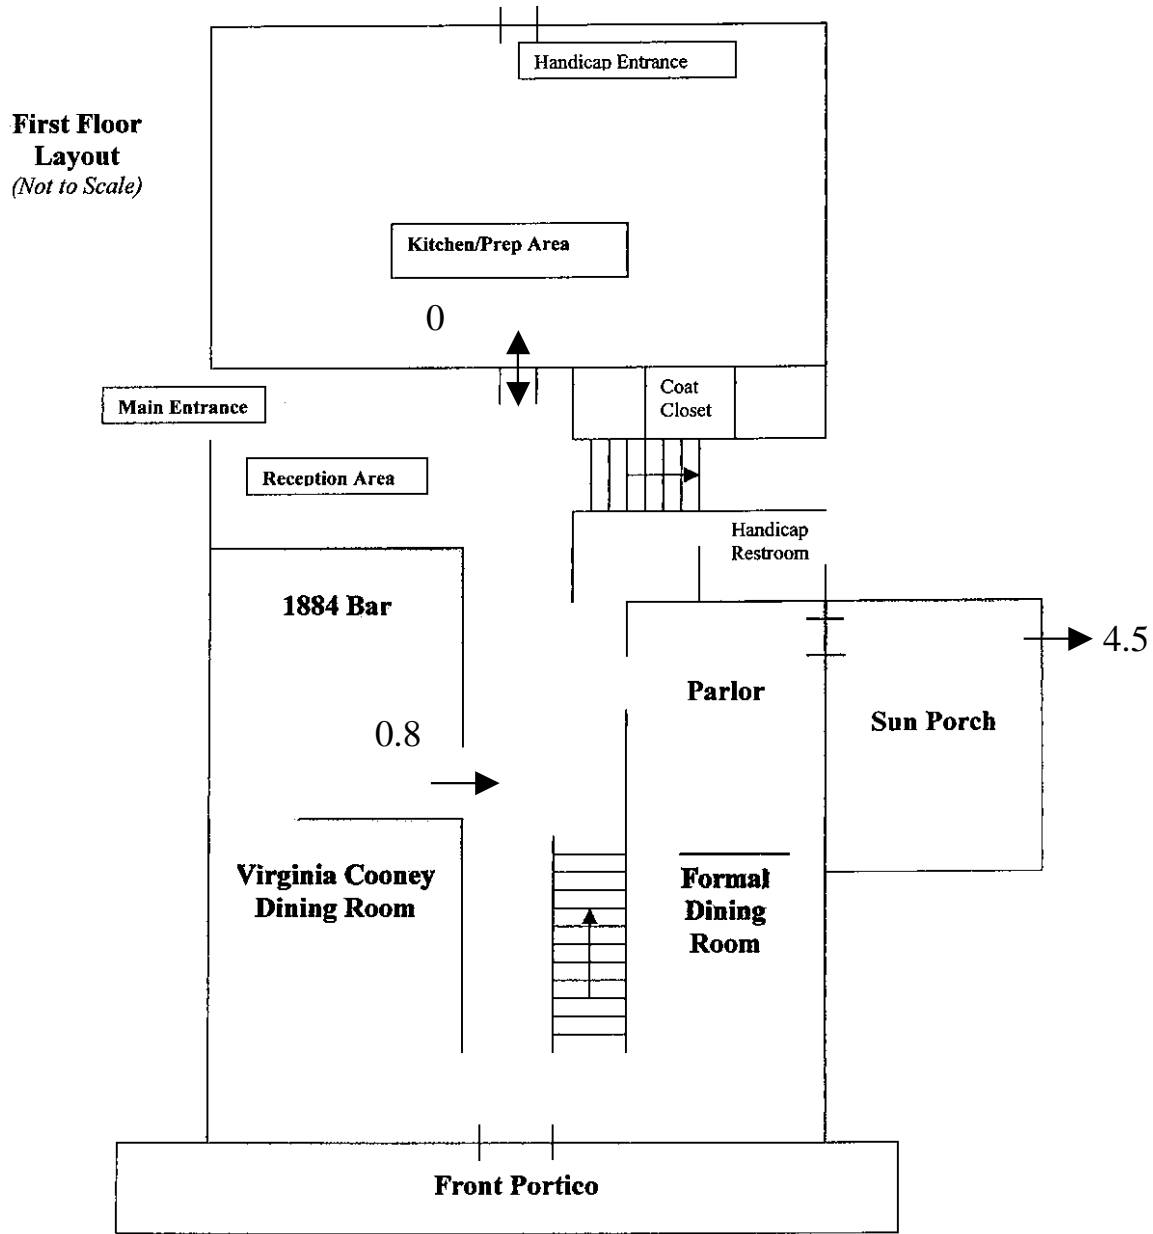 Handicap Entrance
First Floor
Layout
(Not to Scale)
Kitchen/Prep Area
0
Coat
Closet
Main Entrance
Reception Area
Handicap
Restroom
1884 Bar
4.5
Parlor
Sun Porch
0.8
Virginia Cooney
Dining Room
Formal
Dining
Room
Front Portico